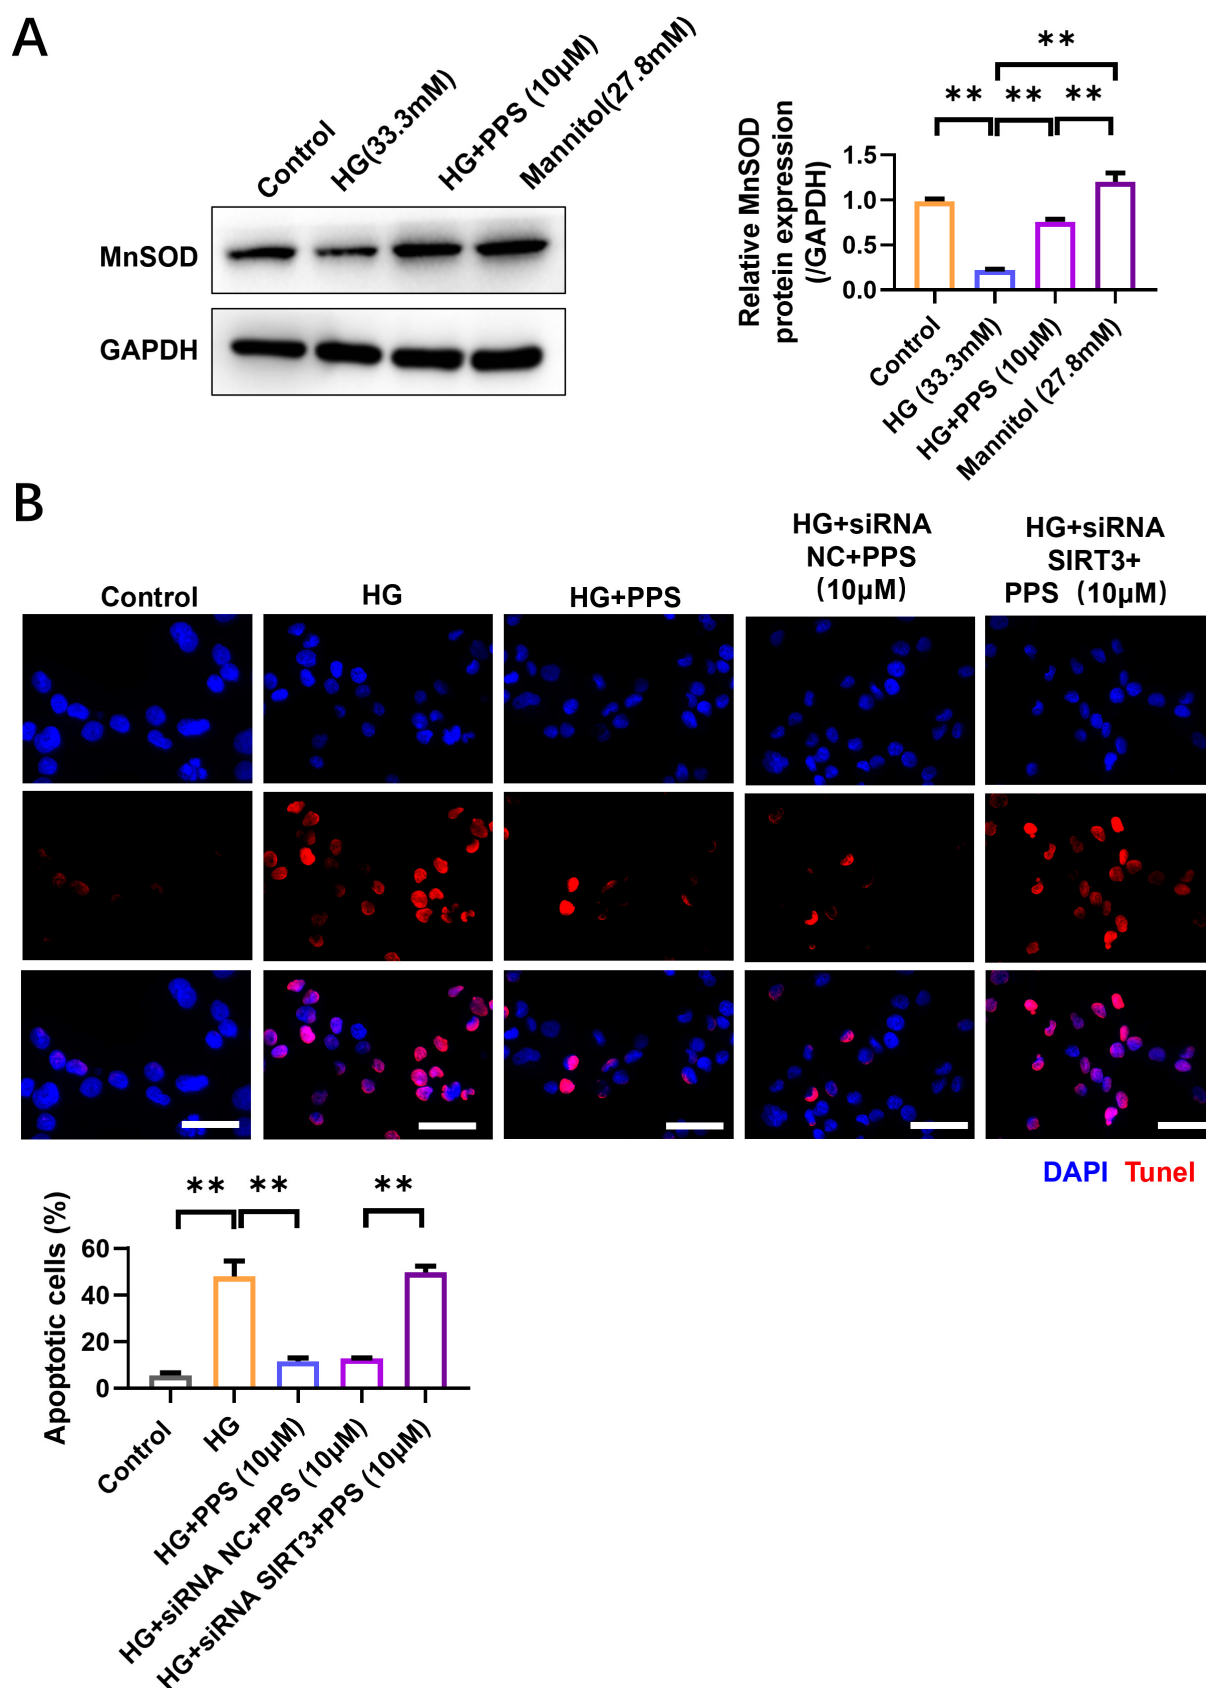 A
Control
HG(33.3mM)
HG+PPS (10μM)
Mannitol(27.8mM)
MnSOD
GAPDH
** 
** ** **
Relative MnSOD
protein expression
(/GAPDH)
1.5
1.0
0.5
0.0
Control
HG (33.3mM)
HG+PPS (10μM)
Mannitol (27.8mM)
B
Control
HG
HG+PPS
HG+siRNA
NC+PPS
(10μM)
HG+siRNA
SIRT3+
PPS (10μM)
DAPI Tunel
** ** **
Apoptotic cells (%)
60
40
20
0
Control
HG
HG+PPS (10μM)
HG+siRNA NC+PPS (10μM)
HG+siRNA SIRT3+PPS (10μM)